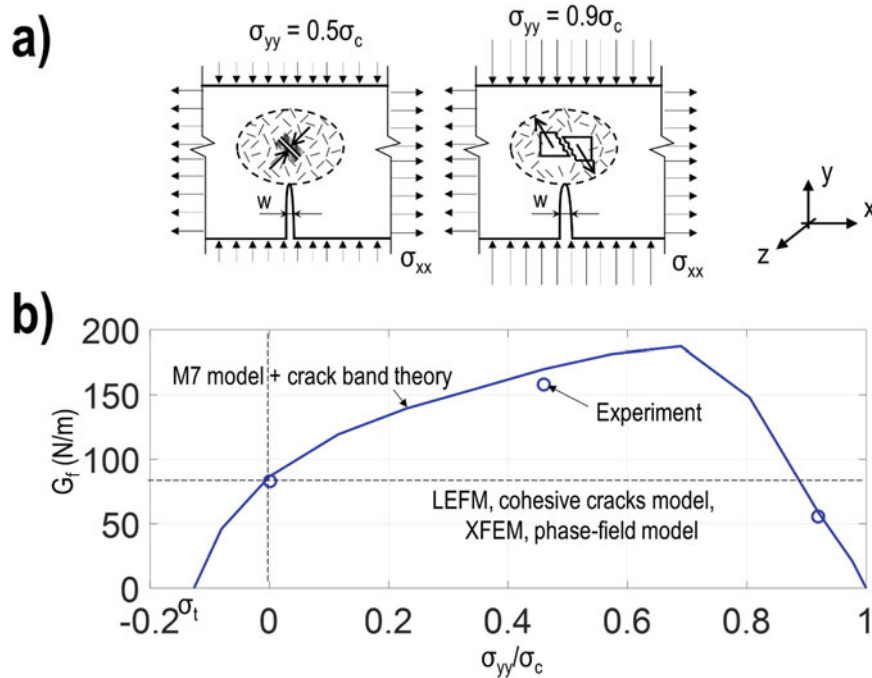 a)
σyy = 0.5σc
σyy = 0.9σc
w
w
σxx
σxx
y
x
z
b)
Gf (N/m)
200
150
100
50
0
M7 model + crack band theory
Experiment
LEFM, cohesive cracks model,
XFEM, phase-field model
-0.2
σt
0
0.2
0.4
0.6
0.8
1
σyy/σc